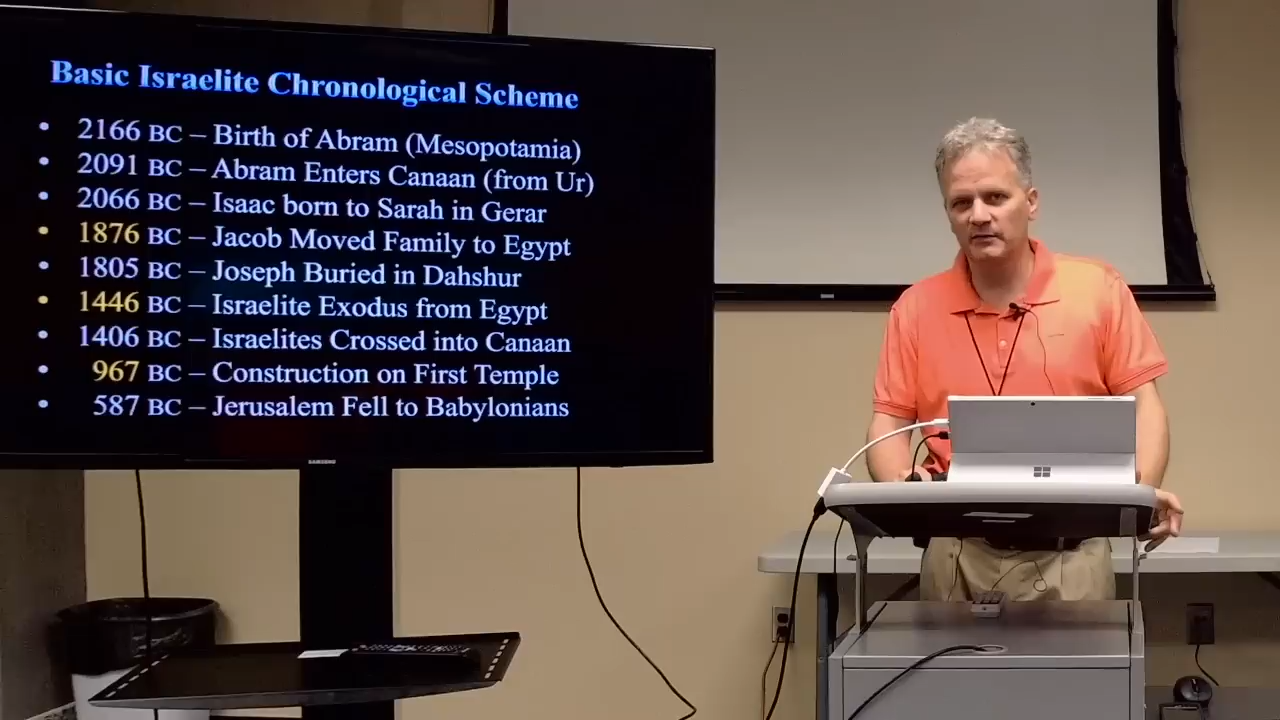 Basic Israelite Chronological Scheme
• 2166 BC – Birth of Abram (Mesopotamia)
• 2091 BC – Abram Enters Canaan (from Ur)
• 2066 BC – Isaac born to Sarah in Gerar
• 1876 BC – Jacob Moved Family to Egypt
• 1805 BC – Joseph Buried in Dahshur
• 1446 BC – Israelite Exodus from Egypt
• 1406 BC – Israelites Crossed into Canaan
• 967 BC – Construction on First Temple
• 587 BC – Jerusalem Fell to Babylonians
SAMSUNG